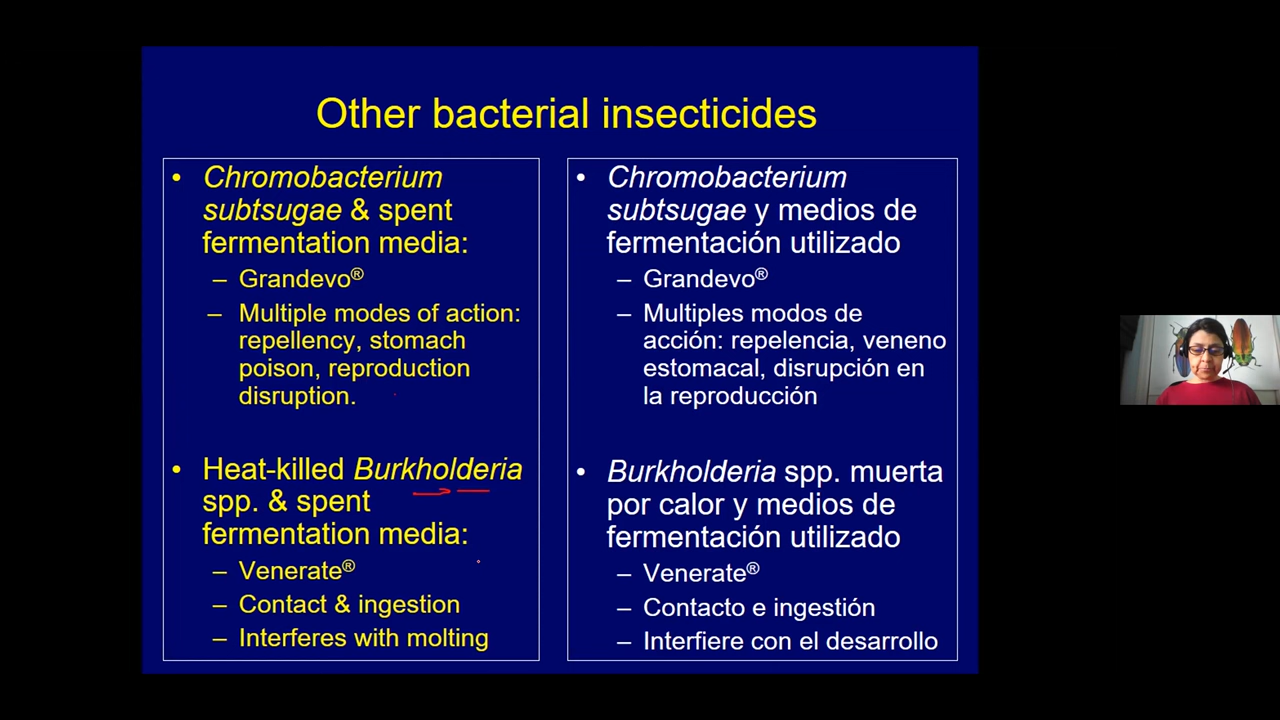 Other bacterial insecticides
• Chromobacterium
subtsugae & spent
fermentation media:
– Grandevo®
– Multiple modes of action:
repellency, stomach
poison, reproduction
disruption.
• Heat-killed Burkholderia
spp. & spent
fermentation media:
– Venerate®
– Contact & ingestion
– Interferes with molting
• Chromobacterium
subtsugae y medios de
fermentación utilizado
– Grandevo®
– Multiples modos de
acción: repelencia, veneno
estomacal, disrupción en
la reproducción
• Burkholderia spp. muerta
por calor y medios de
fermentación utilizado
– Venerate®
– Contacto e ingestión
– Interfiere con el desarrollo